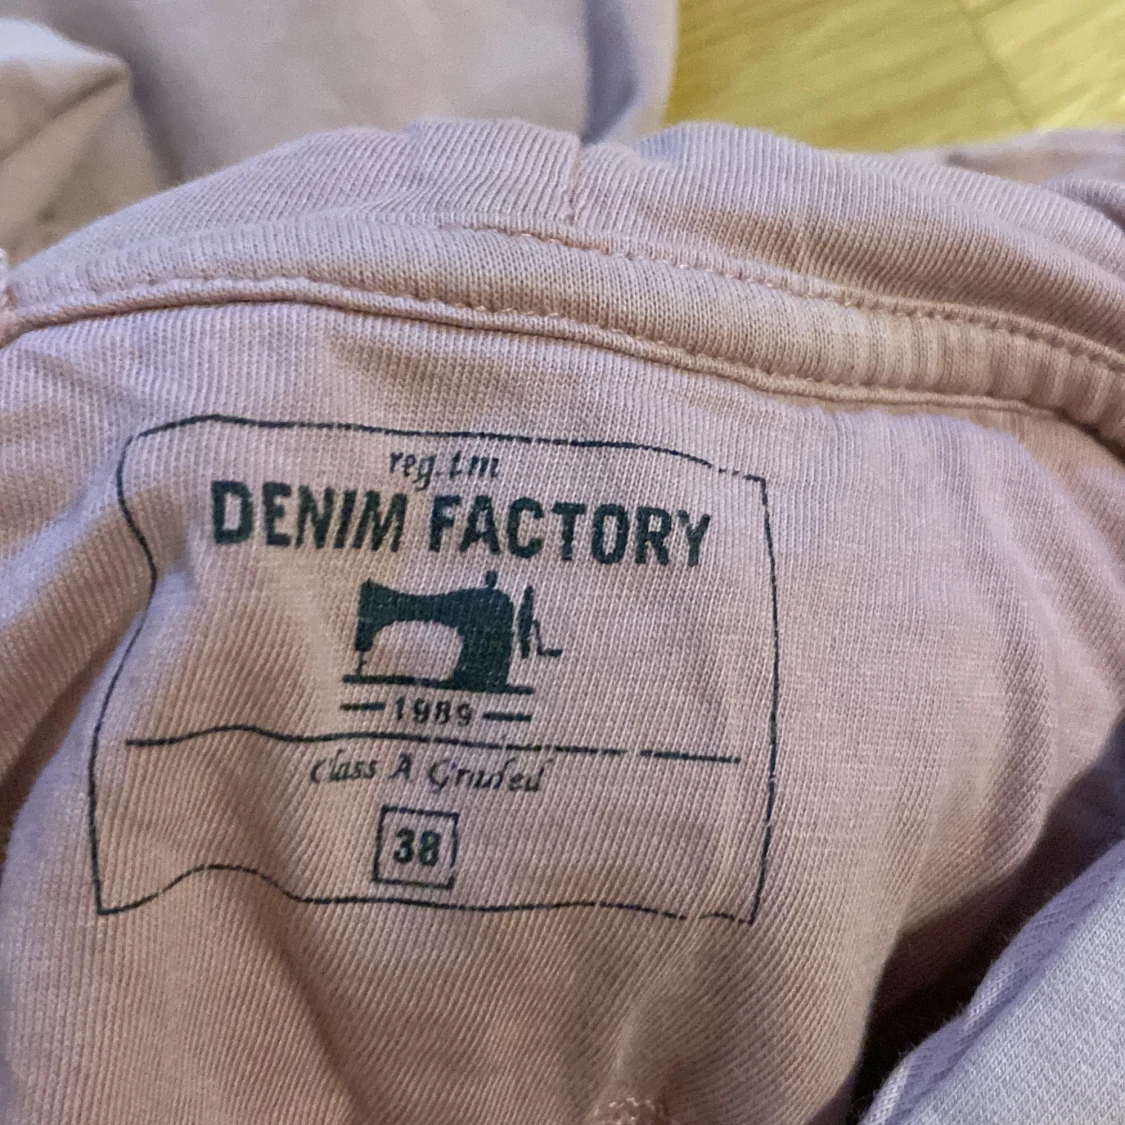 reg. tm
DENIM FACTORY
1989
Class A Graded
38